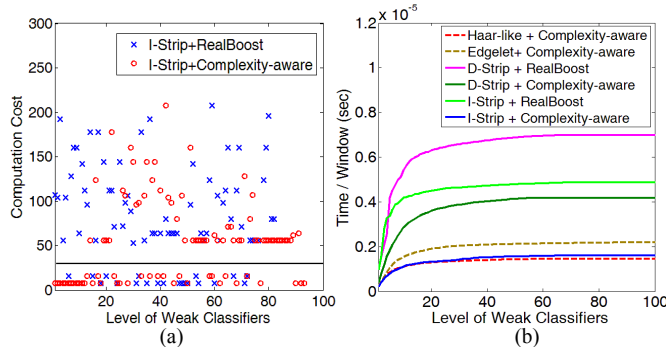 300
250
200
150
100
50
0
0
20
40
60
80
100
Computation Cost
Level of Weak Classifiers
I-Strip+RealBoost
I-Strip+Complexity-aware
(a)
1.2 x 10^-5
1
0.8
0.6
0.4
0.2
0
20
40
60
80
100
Time / Window (sec)
Level of Weak Classifiers
Haar-like + Complexity-aware
Edgelet + Complexity-aware
D-Strip + RealBoost
D-Strip + Complexity-aware
I-Strip + RealBoost
I-Strip + Complexity-aware
(b)